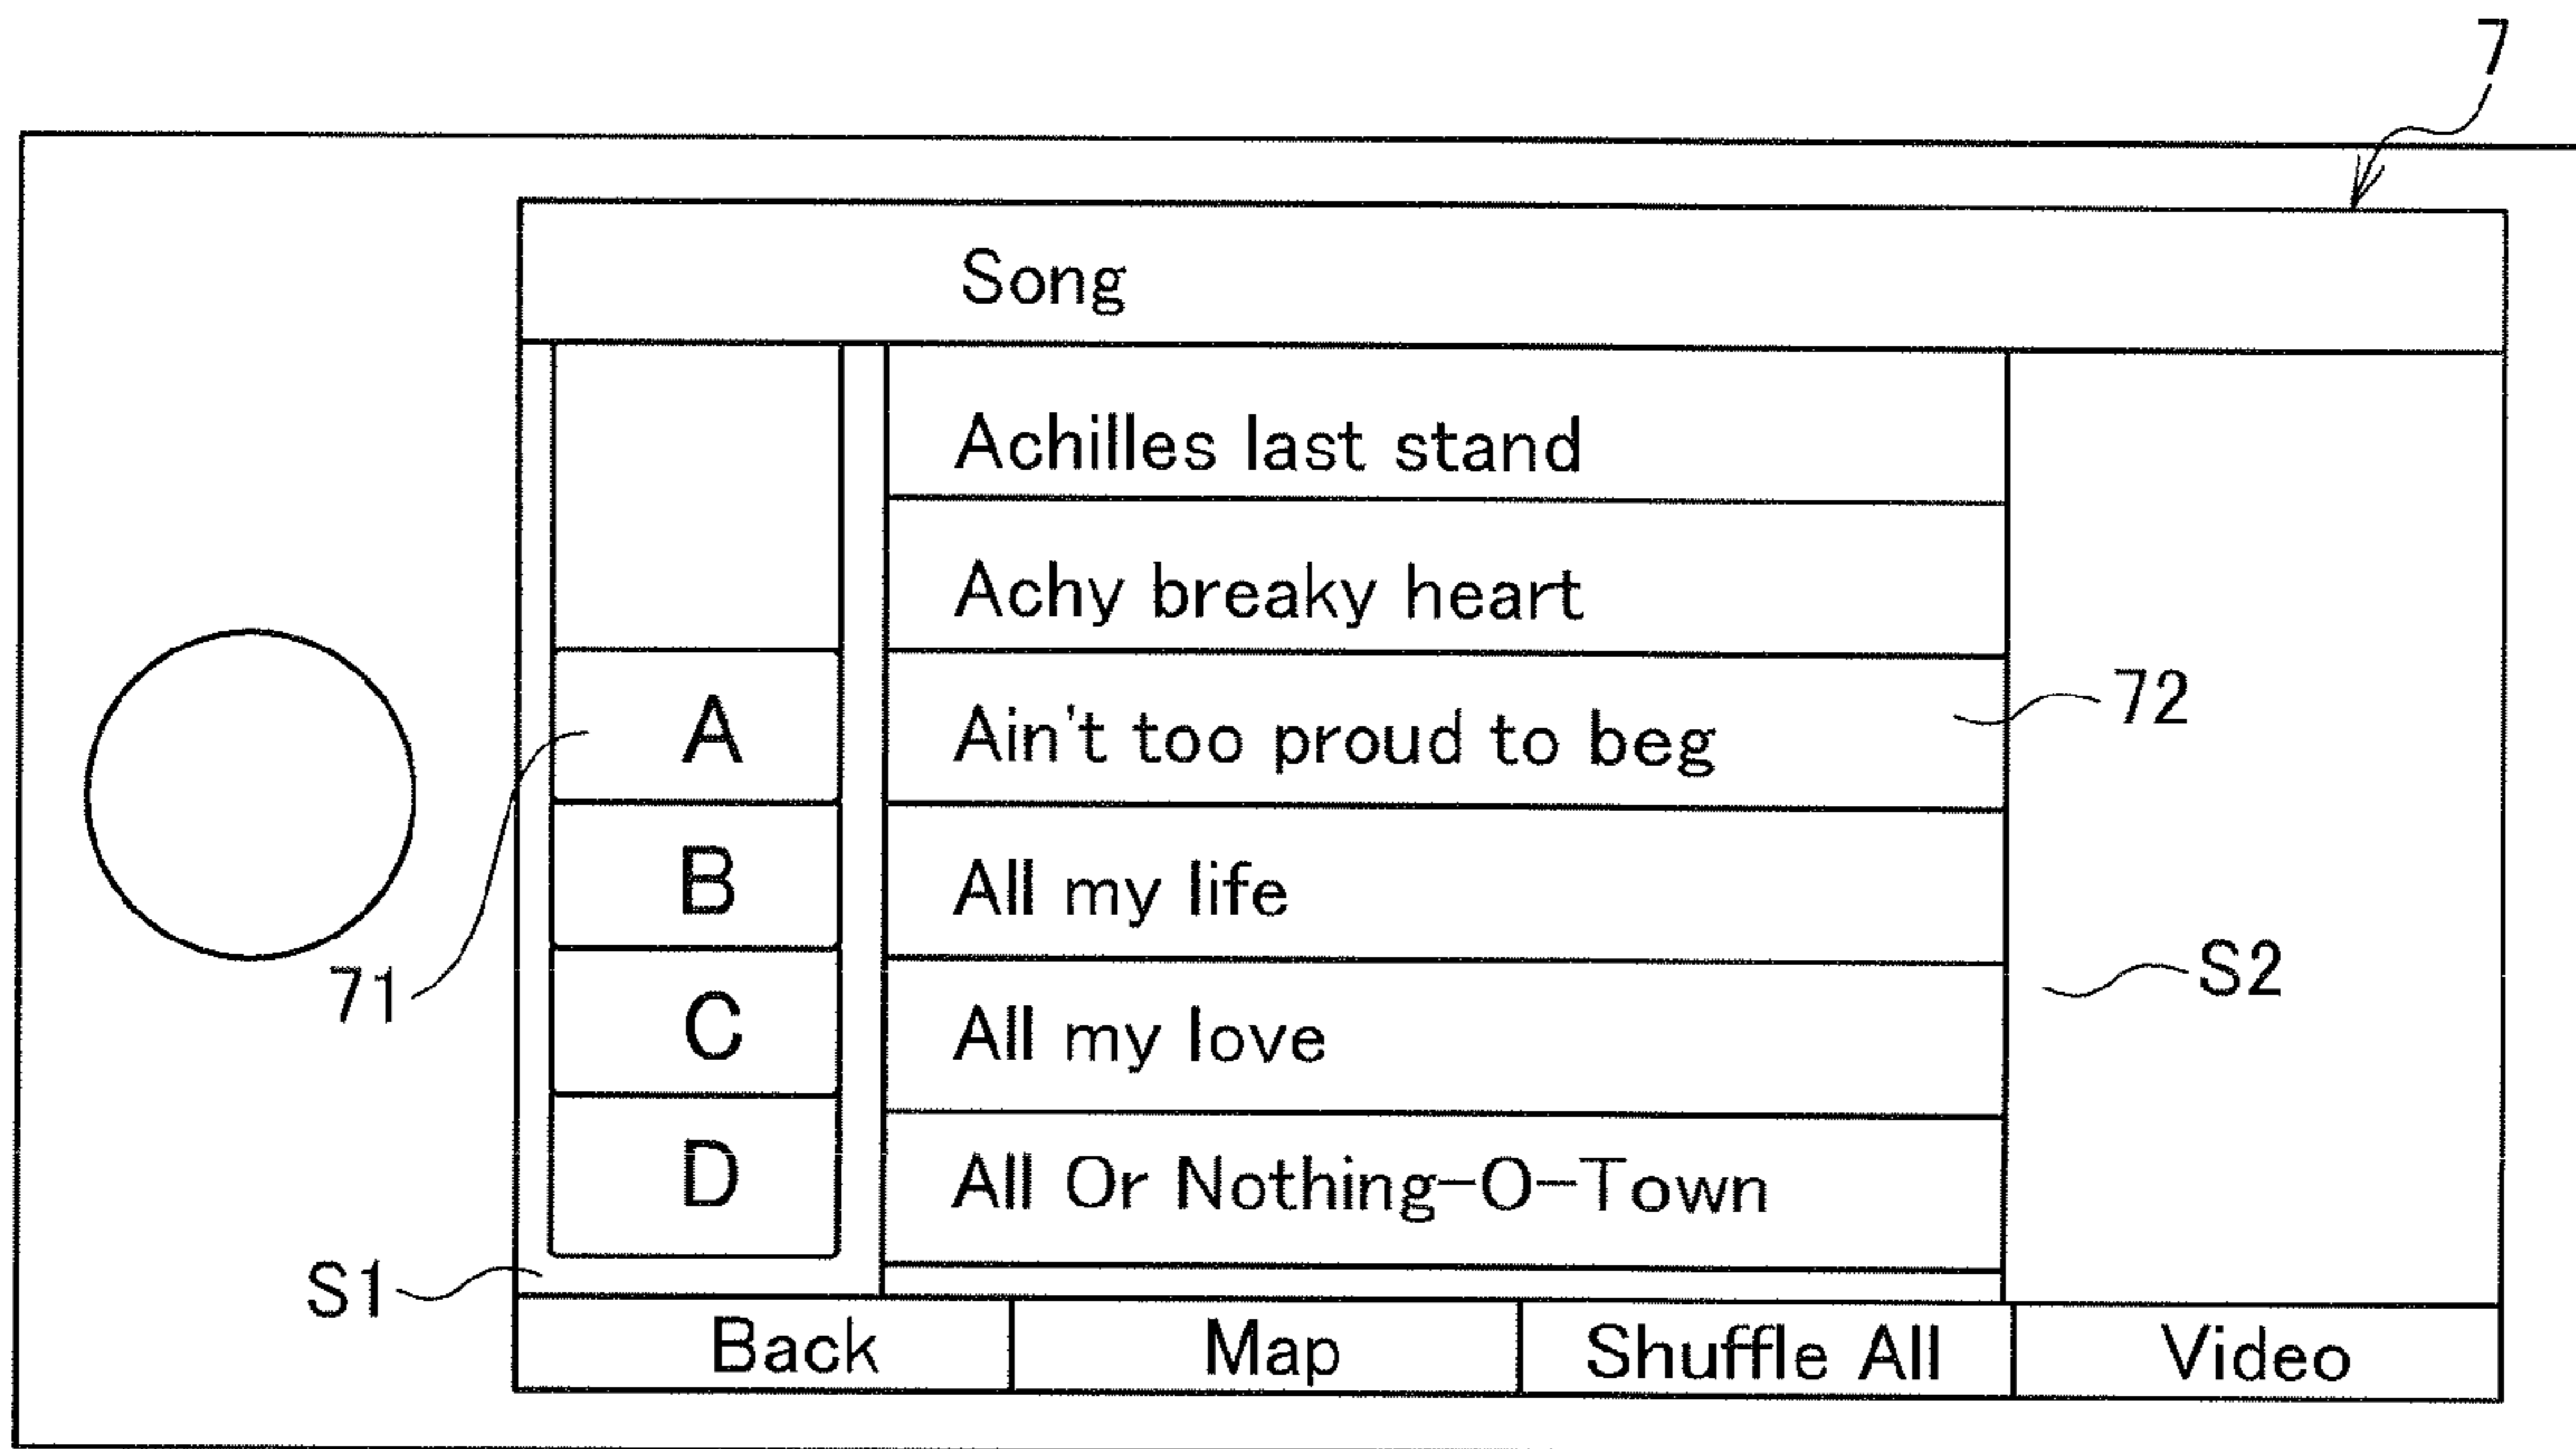 7
Song
Achilles last stand
Achy breaky heart
A
Ain't too proud to beg
72
B
All my life
71
C
All my love
S2
D
All Or Nothing-O-Town
S1
Back
Map
Shuffle All
Video